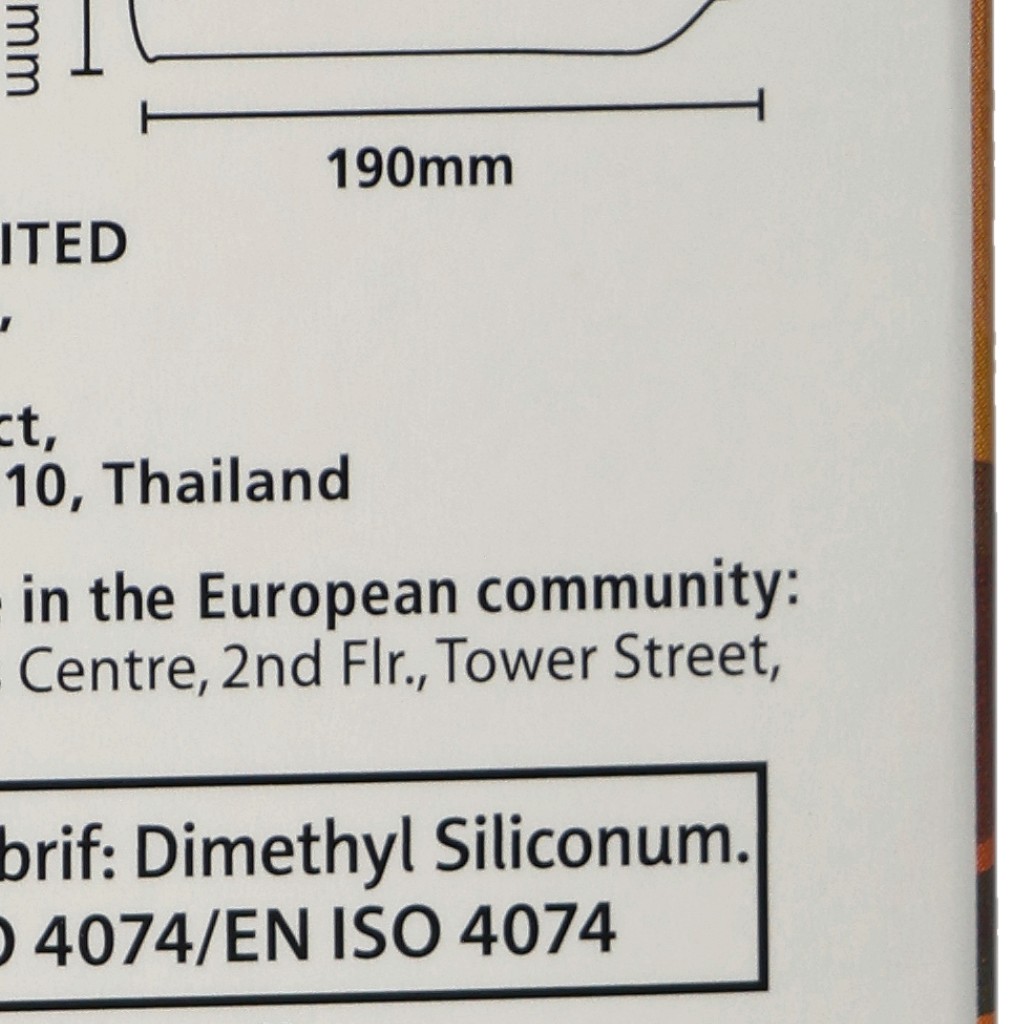 mm
190mm
ITED
,
ct,
10, Thailand
in the European community:
Centre, 2nd Flr., Tower Street,
brif: Dimethyl Siliconum.
O 4074/EN ISO 4074